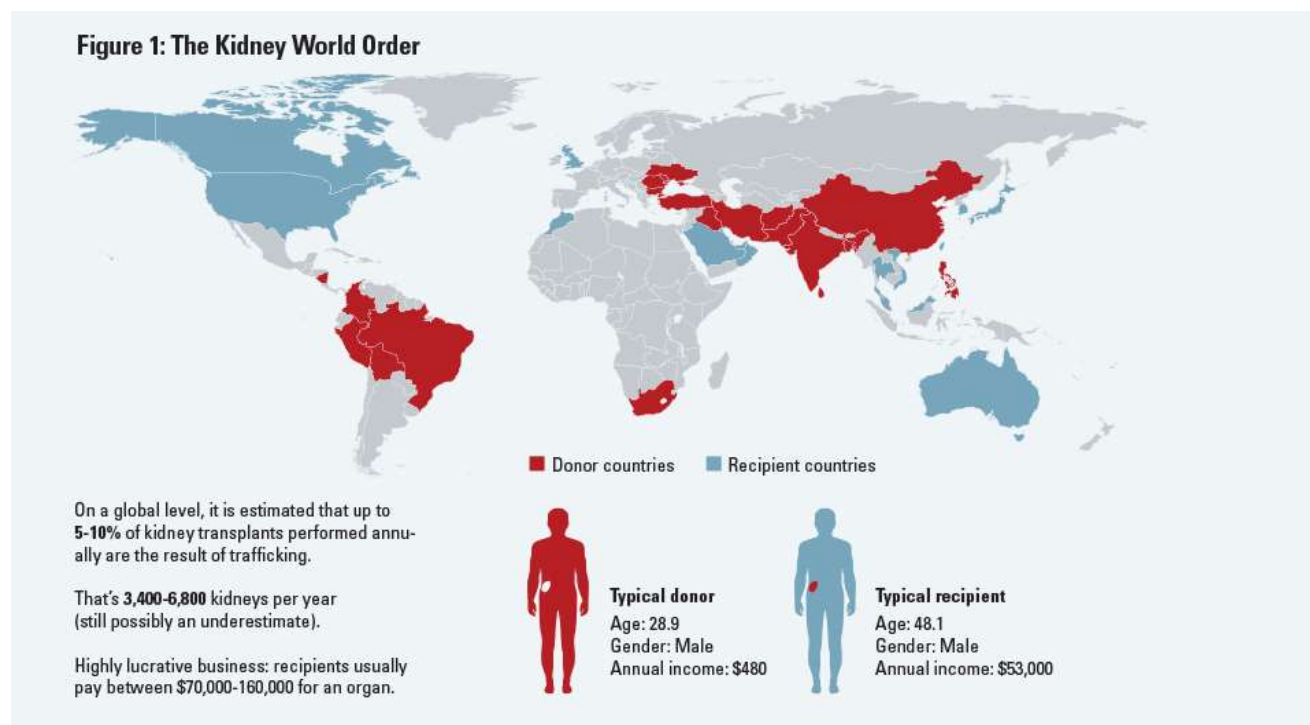 Figure 1: The Kidney World Order
Donor countries
Recipient countries
On a global level, it is estimated that up to
5-10% of kidney transplants performed annu-
ally are the result of trafficking.
That's 3,400-6,800 kidneys per year
(still possibly an underestimate).
Highly lucrative business: recipients usually
pay between $70,000-160,000 for an organ.
Typical donor
Age: 28.9
Gender: Male
Annual income: $480
Typical recipient
Age: 48.1
Gender: Male
Annual income: $53,000